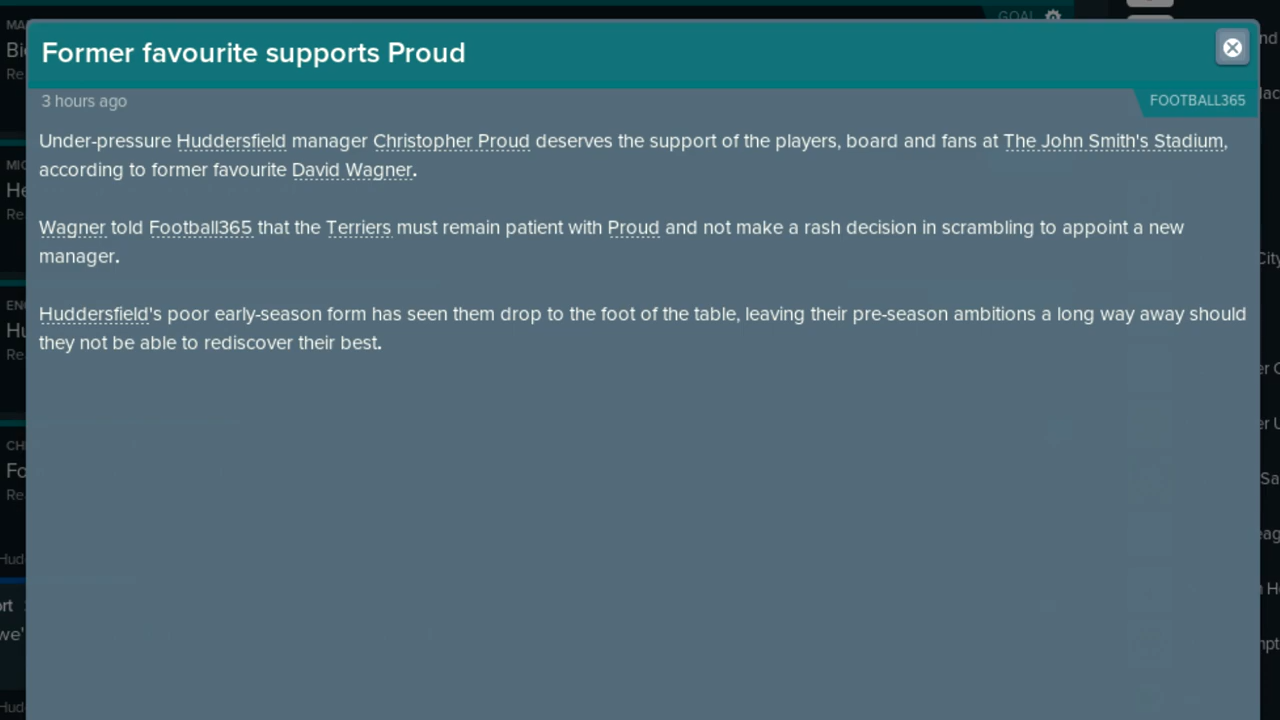 GOAL
Former favourite supports Proud
3 hours ago
FOOTBALL365
Under-pressure Huddersfield manager Christopher Proud deserves the support of the players, board and fans at The John Smith's Stadium,
according to former favourite David Wagner.
Wagner told Football365 that the Terriers must remain patient with Proud and not make a rash decision in scrambling to appoint a new
manager.
Huddersfield's poor early-season form has seen them drop to the foot of the table, leaving their pre-season ambitions a long way away should
they not be able to rediscover their best.